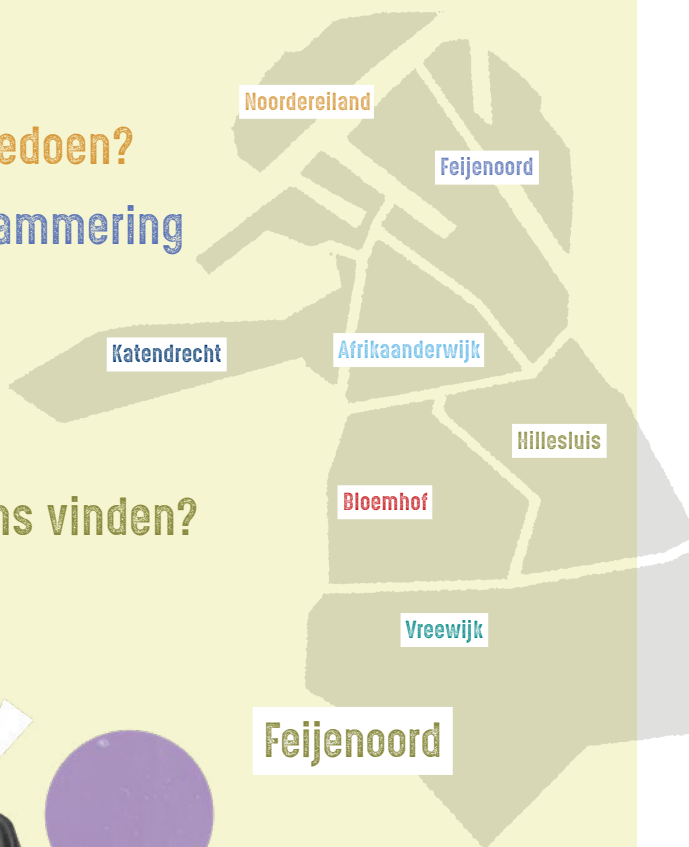 Noordereiland
edoen?
Feijenoord
ammering
Katendrecht
Afrikaanderwijk
Hillesluis
Bloemhof
ns vinden?
Vreewijk
Feijenoord